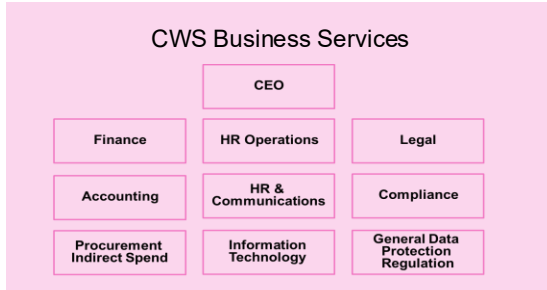 CWS Business Services
CEO
Finance
HR Operations
Legal
Accounting
HR &
Communications
Compliance
Procurement
Indirect Spend
Information
Technology
General Data
Protection
Regulation